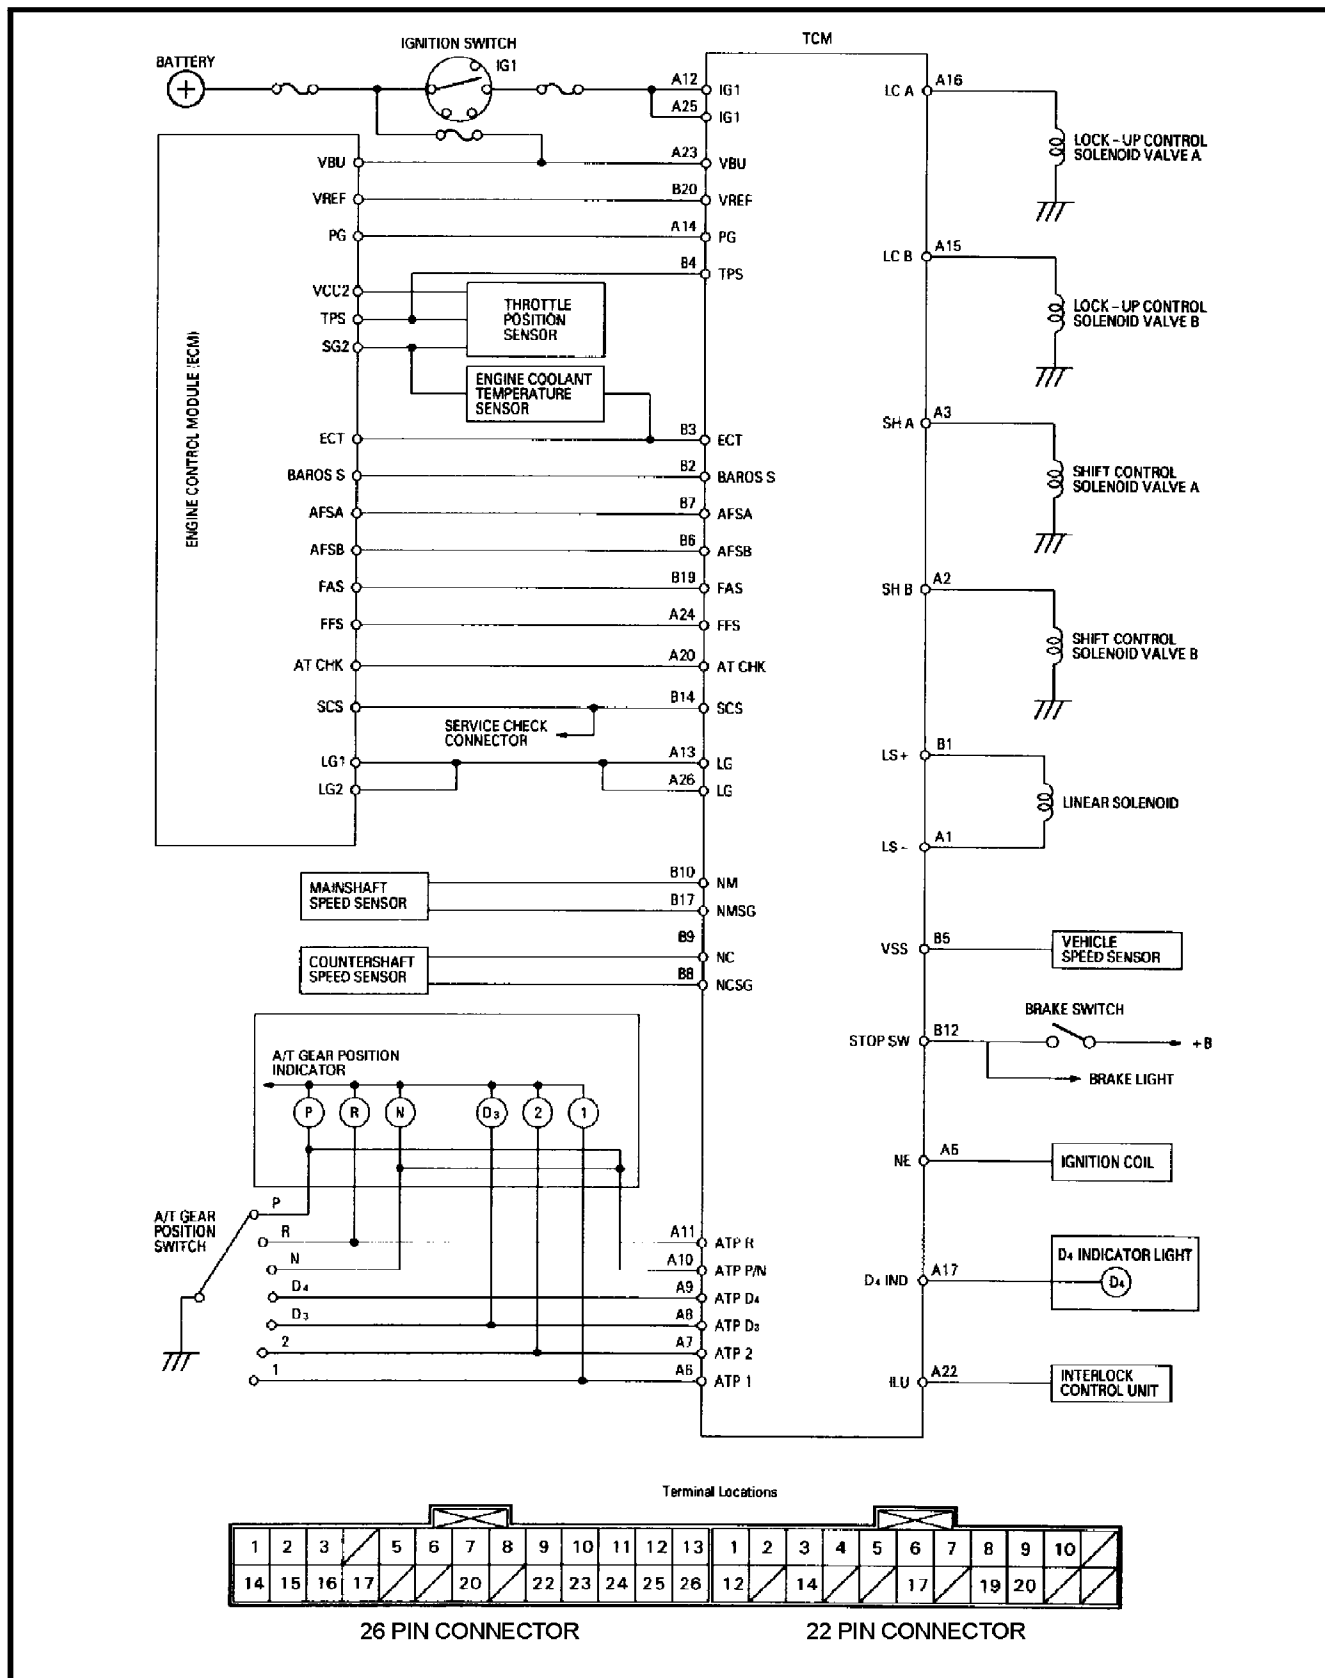 TCM
IGNITION SWITCH
BATTERY
IG1
A12
IG1
A25
IG1
LC A
A16
LOCK - UP CONTROL
SOLENOID VALVE A
VBU
A23
VBU
VREF
B20
VREF
PG
A14
PG
B4
TPS
LC B
A15
LOCK - UP CONTROL
SOLENOID VALVE B
VCC2
TPS
SG2
THROTTLE
POSITION
SENSOR
ENGINE COOLANT
TEMPERATURE
SENSOR
ENGINE CONTROL MODULE (ECM)
ECT
B3
ECT
SH A
A3
SHIFT CONTROL
SOLENOID VALVE A
BAROS S
B2
BAROS S
AFSA
B7
AFSA
AFSB
B6
AFSB
FAS
B19
FAS
SH B
A2
SHIFT CONTROL
SOLENOID VALVE B
FFS
A24
FFS
AT CHK
A20
AT CHK
SCS
B14
SCS
SERVICE CHECK
CONNECTOR
LG1
A13
LG
LG2
A26
LG
LS+
B1
LINEAR SOLENOID
LS-
A1
MAINSHAFT
SPEED SENSOR
B10
NM
B17
NMSG
COUNTERSHAFT
SPEED SENSOR
B9
NC
B8
NCSG
VSS
B5
VEHICLE
SPEED SENSOR
BRAKE SWITCH
STOP SW
B12
+B
BRAKE LIGHT
A/T GEAR POSITION
INDICATOR
P R N D3 2 1
NE
IGNITION COIL
A/T GEAR
POSITION
SWITCH
P
R
A11
ATP R
N
A10
ATP P/N
D4
A9
ATP D4
D3
A8
ATP D3
2
A7
ATP 2
1
A6
ATP 1
D4 INDICATOR LIGHT
D4 IND
A17
D4
ILU
A22
INTERLOCK
CONTROL UNIT
Terminal Locations
1 2 3 5 6 7 8 9 10 11 12 13 1 2 3 4 5 6 7 8 9 10
14 15 16 17 20 22 23 24 25 26 12 14 17 19 20
26 PIN CONNECTOR
22 PIN CONNECTOR